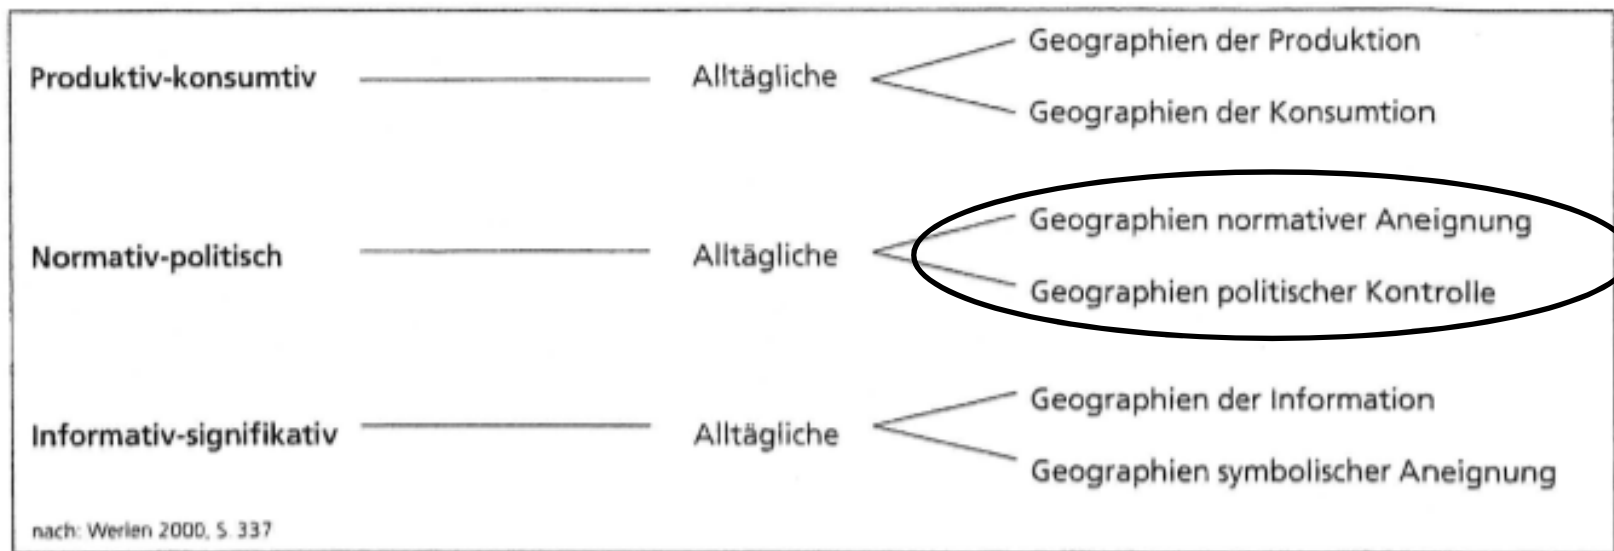 Produktiv-konsumtiv
Alltägliche
Geographien der Produktion
Geographien der Konsumtion
Normativ-politisch
Alltägliche
Geographien normativer Aneignung
Geographien politischer Kontrolle
Informativ-signifikativ
Alltägliche
Geographien der Information
Geographien symbolischer Aneignung
nach: Werlen 2000, S. 337